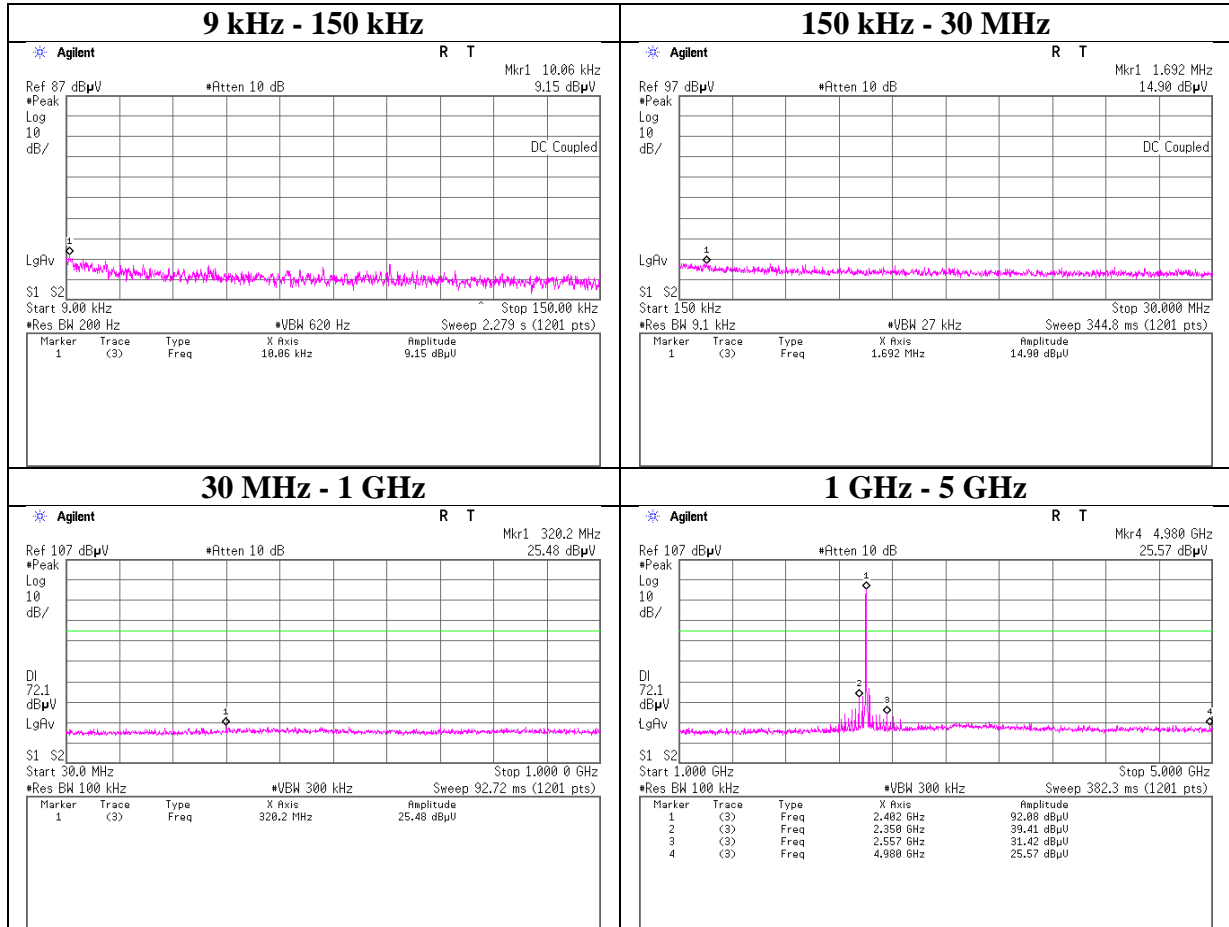 9 kHz - 150 kHz
Agilent R T
Mkr1 10.06 kHz
Ref 87 dBµV #Atten 10 dB 9.15 dBµV
#Peak
Log
10
dB/ DC Coupled
1
LgAv
S1 S2
Start 9.00 kHz ^ Stop 150.00 kHz
#Res BW 200 Hz #VBW 620 Hz Sweep 2.279 s (1201 pts)
Marker Trace Type X Axis Amplitude
1 (3) Freq 10.06 kHz 9.15 dBµV
150 kHz - 30 MHz
Agilent R T
Mkr1 1.692 MHz
Ref 97 dBµV #Atten 10 dB 14.90 dBµV
#Peak
Log
10
dB/ DC Coupled
1
LgAv
S1 S2
Start 150 kHz Stop 30.000 MHz
#Res BW 9.1 kHz #VBW 27 kHz Sweep 344.8 ms (1201 pts)
Marker Trace Type X Axis Amplitude
1 (3) Freq 1.692 MHz 14.90 dBµV
30 MHz - 1 GHz
Agilent R T
Mkr1 320.2 MHz
Ref 107 dBµV #Atten 10 dB 25.48 dBµV
#Peak
Log
10
dB/
DI
72.1
dBµV
1
LgAv
S1 S2
Start 30.0 MHz Stop 1.000 0 GHz
#Res BW 100 kHz #VBW 300 kHz Sweep 92.72 ms (1201 pts)
Marker Trace Type X Axis Amplitude
1 (3) Freq 320.2 MHz 25.48 dBµV
1 GHz - 5 GHz
Agilent R T
Mkr4 4.980 GHz
Ref 107 dBµV #Atten 10 dB 25.57 dBµV
#Peak
1
Log
10
dB/
DI
72.1
2
dBµV
3
4
LgAv
S1 S2
Start 1.000 GHz Stop 5.000 GHz
#Res BW 100 kHz #VBW 300 kHz Sweep 382.3 ms (1201 pts)
Marker Trace Type X Axis Amplitude
1 (3) Freq 2.402 GHz 92.08 dBµV
2 (3) Freq 2.350 GHz 39.41 dBµV
3 (3) Freq 2.557 GHz 31.42 dBµV
4 (3) Freq 4.980 GHz 25.57 dBµV